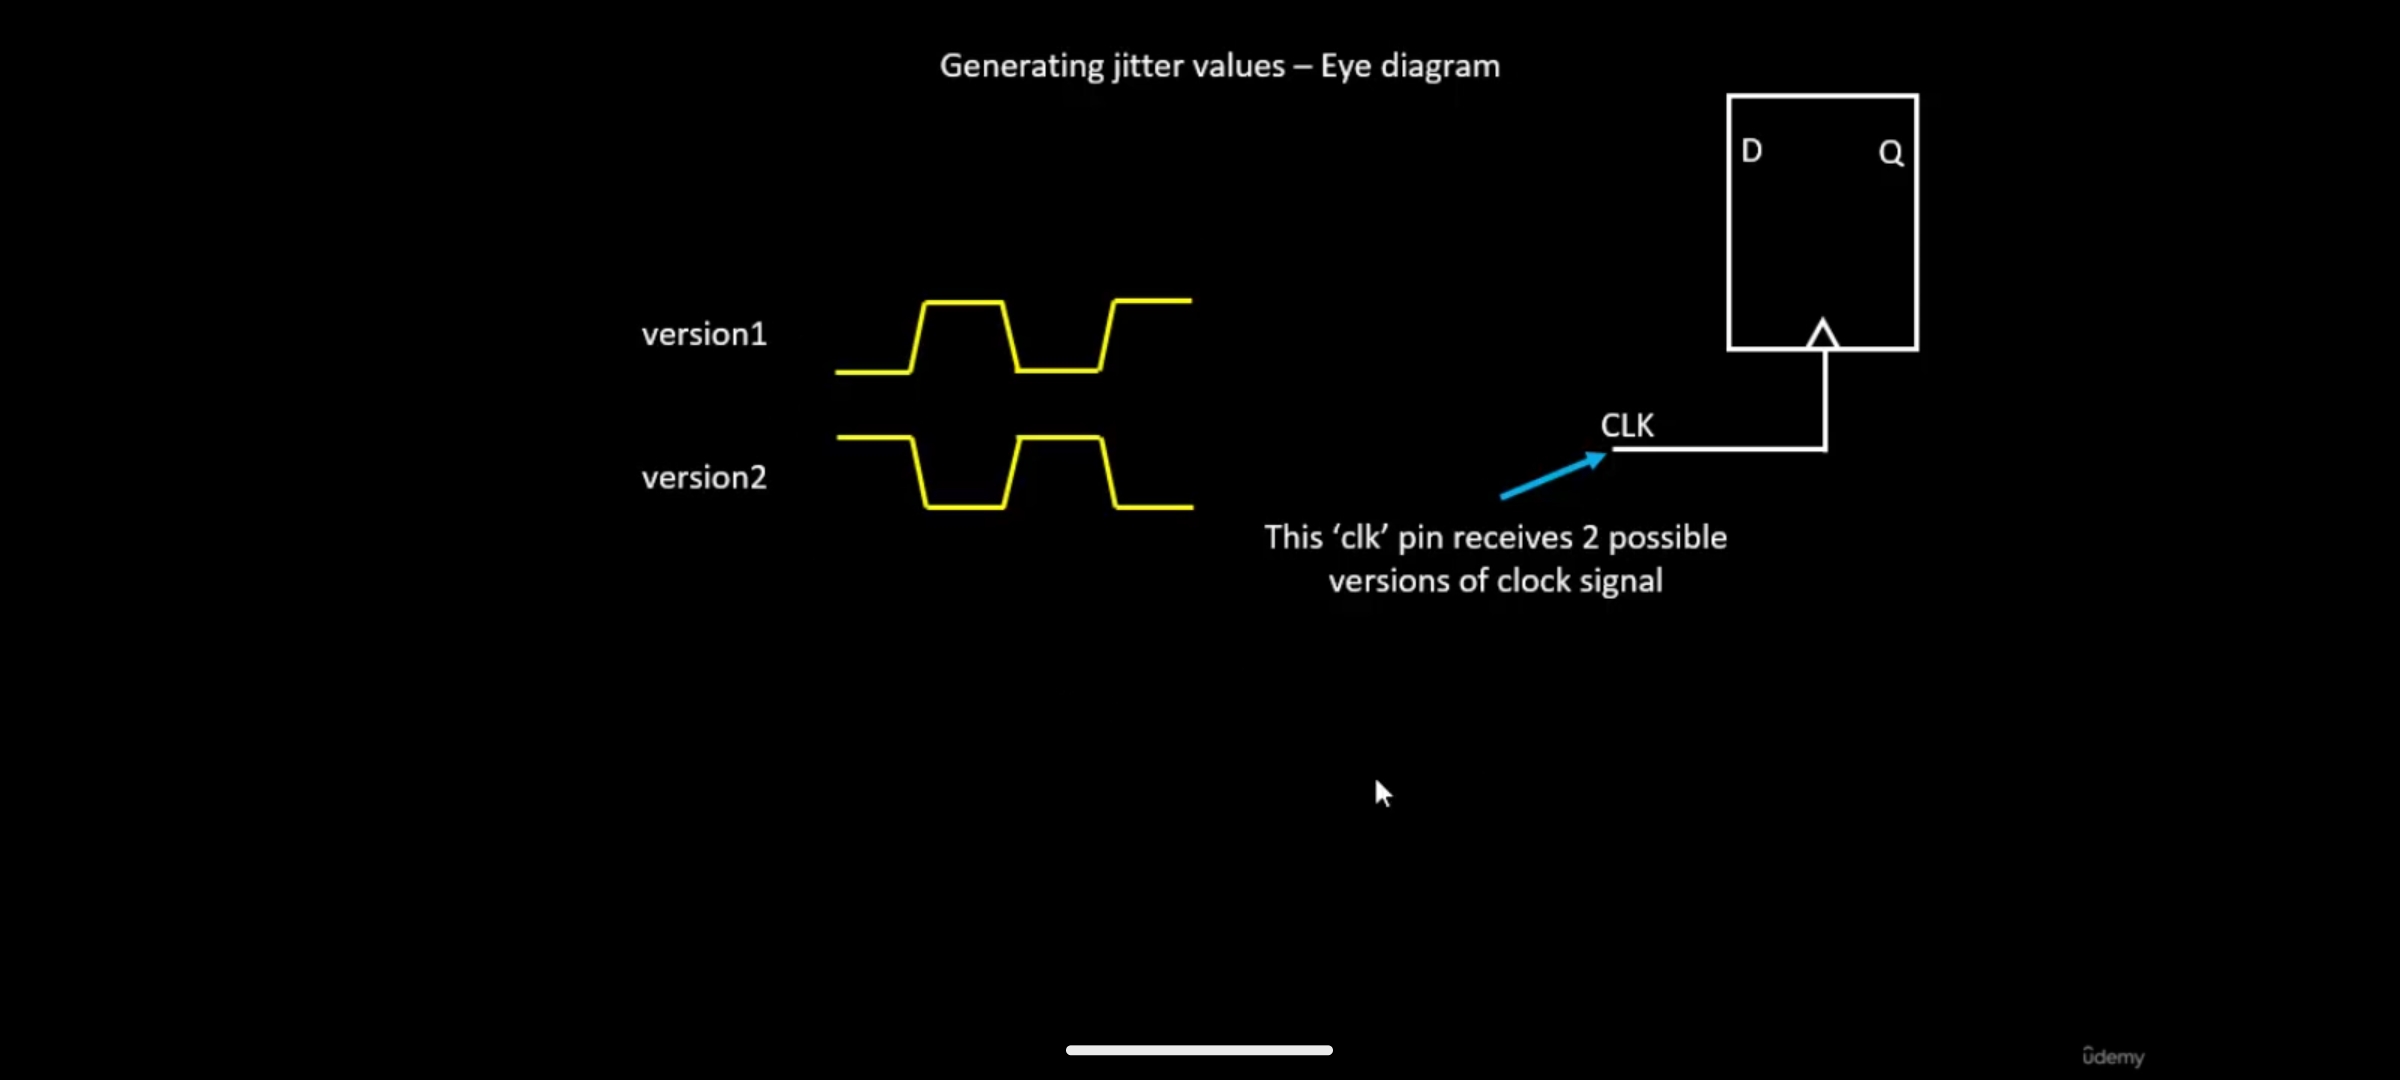 Generating jitter values – Eye diagram
D Q
version1
CLK
version2
This ‘clk’ pin receives 2 possible
versions of clock signal
ûdemy